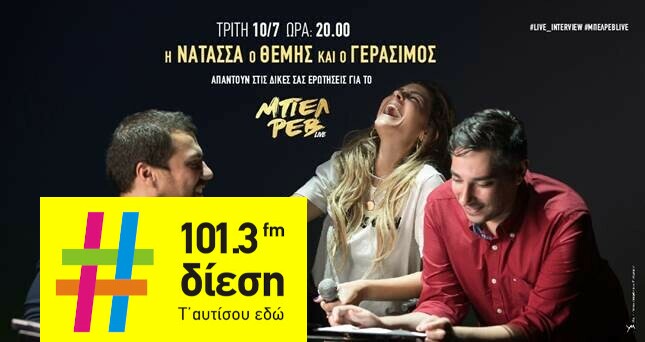 ΤΡΙΤΗ 10/7 ΩΡΑ: 20.00
#LIVE_INTERVIEW #ΜΠΕΛΡΕΒLIVE
Η ΝΑΤΑΣΣΑ Ο ΘΕΜΗΣ ΚΑΙ Ο ΓΕΡΑΣΙΜΟΣ
ΑΠΑΝΤΟΥΝ ΣΤΙΣ ΔΙΚΕΣ ΣΑΣ ΕΡΩΤΗΣΕΙΣ ΓΙΑ ΤΟ
ΜΠΕΛ
ΡΕΒ
LIVE
101.3 fm
δίεση
Τ'αυτίσου εδώ